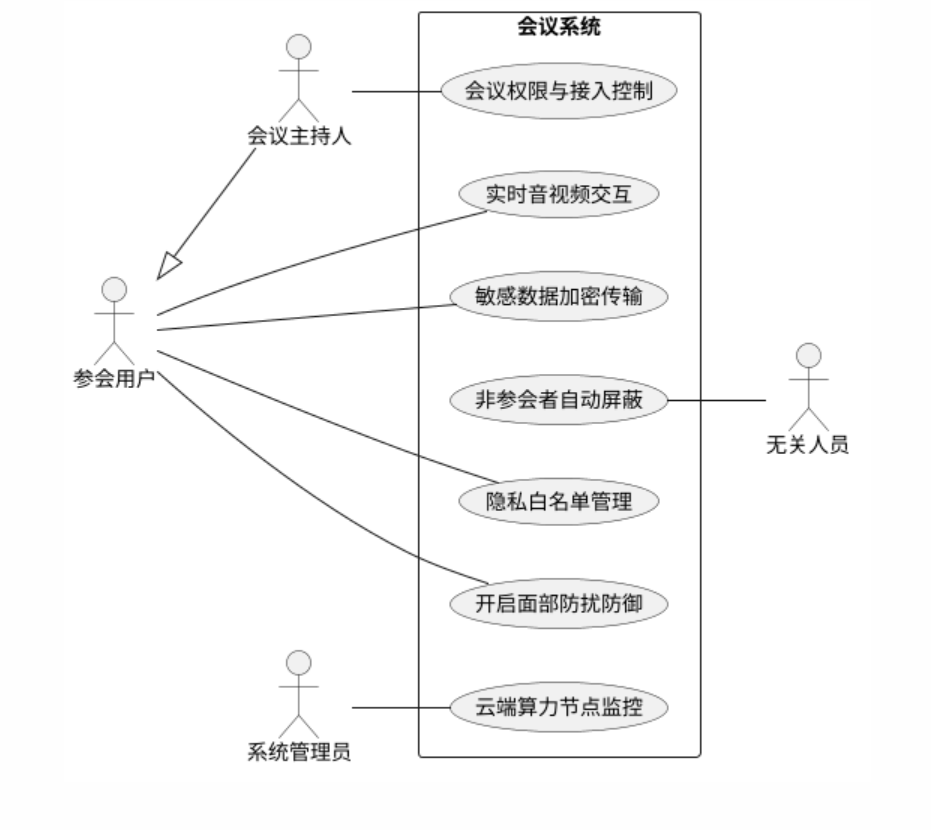 会议系统
会议权限与接入控制
会议主持人
实时音视频交互
敏感数据加密传输
参会用户
非参会者自动屏蔽
无关人员
隐私白名单管理
开启面部防扰防御
云端算力节点监控
系统管理员